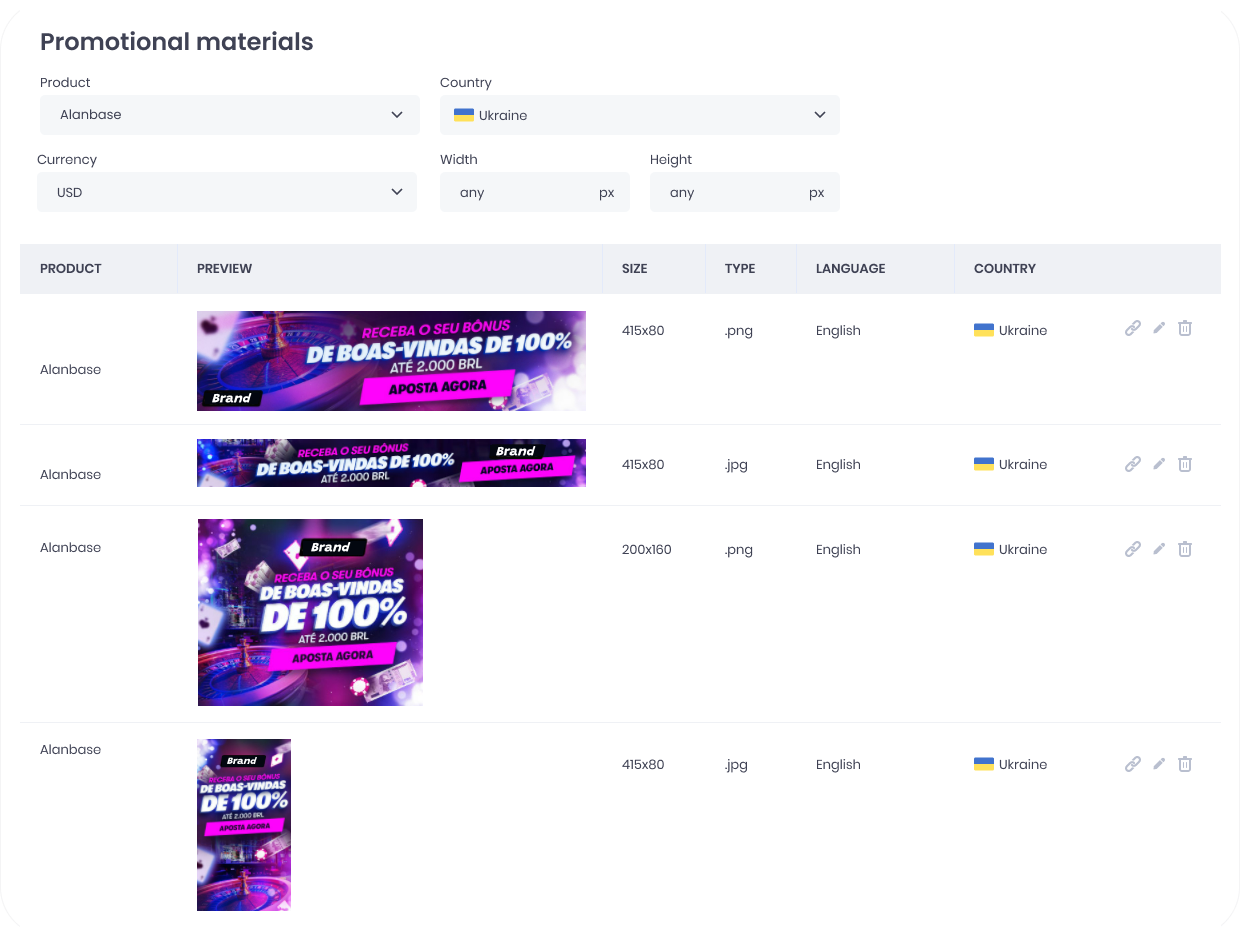 Promotional materials
Product
Country
Alanbase
Ukraine
Currency
Width
Height
USD
any px
any px
PRODUCT PREVIEW SIZE TYPE LANGUAGE COUNTRY
Alanbase
RECEBA O SEU BÔNUS
DE BOAS-VINDAS DE 100%
ATÉ 2.000 BRL
APOSTA AGORA
Brand
415x80 .png English Ukraine
Alanbase
RECEBA O SEU BÔNUS
DE BOAS-VINDAS DE 100%
ATÉ 2.000 BRL
Brand
APOSTA AGORA
415x80 .jpg English Ukraine
Alanbase
Brand
RECEBA O SEU BÔNUS
DE BOAS-VINDAS
DE 100%
ATÉ 2.000 BRL
APOSTA AGORA
200x160 .png English Ukraine
Alanbase
Brand
RECEBA O SEU BÔNUS
DE BOAS-VINDAS
DE 100%
ATÉ 2.000 BRL
APOSTA AGORA
415x80 .jpg English Ukraine